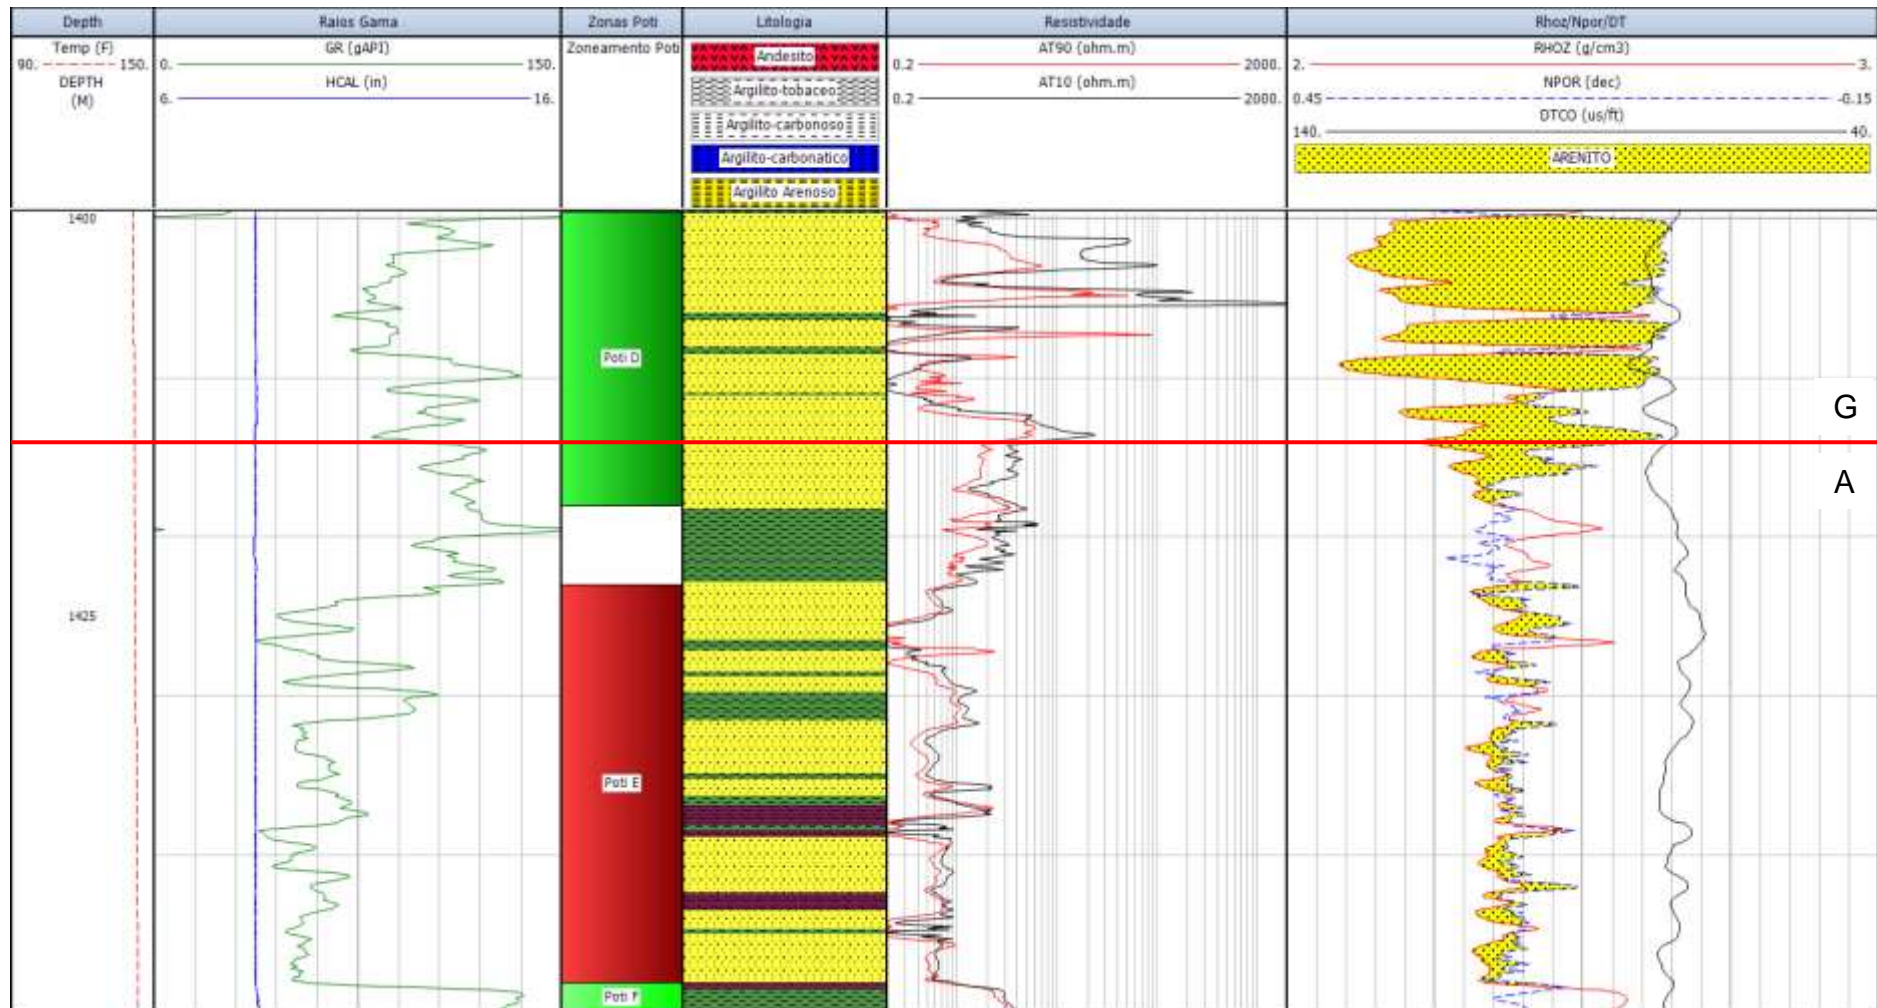 Depth
Raios Gama
Zonas Poti
Litologia
Resistividade
Rhoz/Npor/DT
Temp (F)
90. 150.
DEPTH
(M)
GR (gAPI)
0. 150.
HCAL (in)
6. 16.
Zoneamento Poti
Andesito
Argilito-tobaceo
Argilito-carbonoso
Argilito-carbonatico
Argilito Arenoso
AT90 (ohm.m)
0.2 2000.
AT10 (ohm.m)
0.2 2000.
RHOZ (g/cm3)
2. 3.
NPOR (dec)
0.45 -0.15
DTCO (us/ft)
140. 40.
ARENITO
1400
Poti D
G
A
1425
Poti E
Poti F